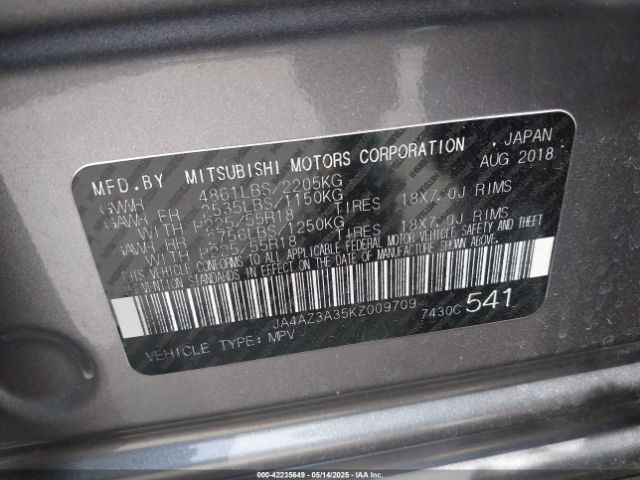 MFD.BY MITSUBISHI MOTORS CORPORATION JAPAN
AUG 2018
GVWR 4861LBS/2205KG
GAWR FR 2535LBS/1150KG
WITH P225/55R18 TIRES 18X7.0J RIMS
GAWR RR LBS/1250KG
WITH P225/55R18 TIRES 18X7.0J RIMS
THIS VEHICLE CONFORMS TO ALL APPLICABLE FEDERAL MOTOR VEHICLE SAFETY AND THEFT
PREVENTION STANDARDS IN EFFECT ON THE DATE OF MANUFACTURE SHOWN ABOVE.
JA4AZ3A35KZ009709 7430C 541
VEHICLE TYPE: MPV
000-42235649 - 05/14/2025 - IAAI.COM